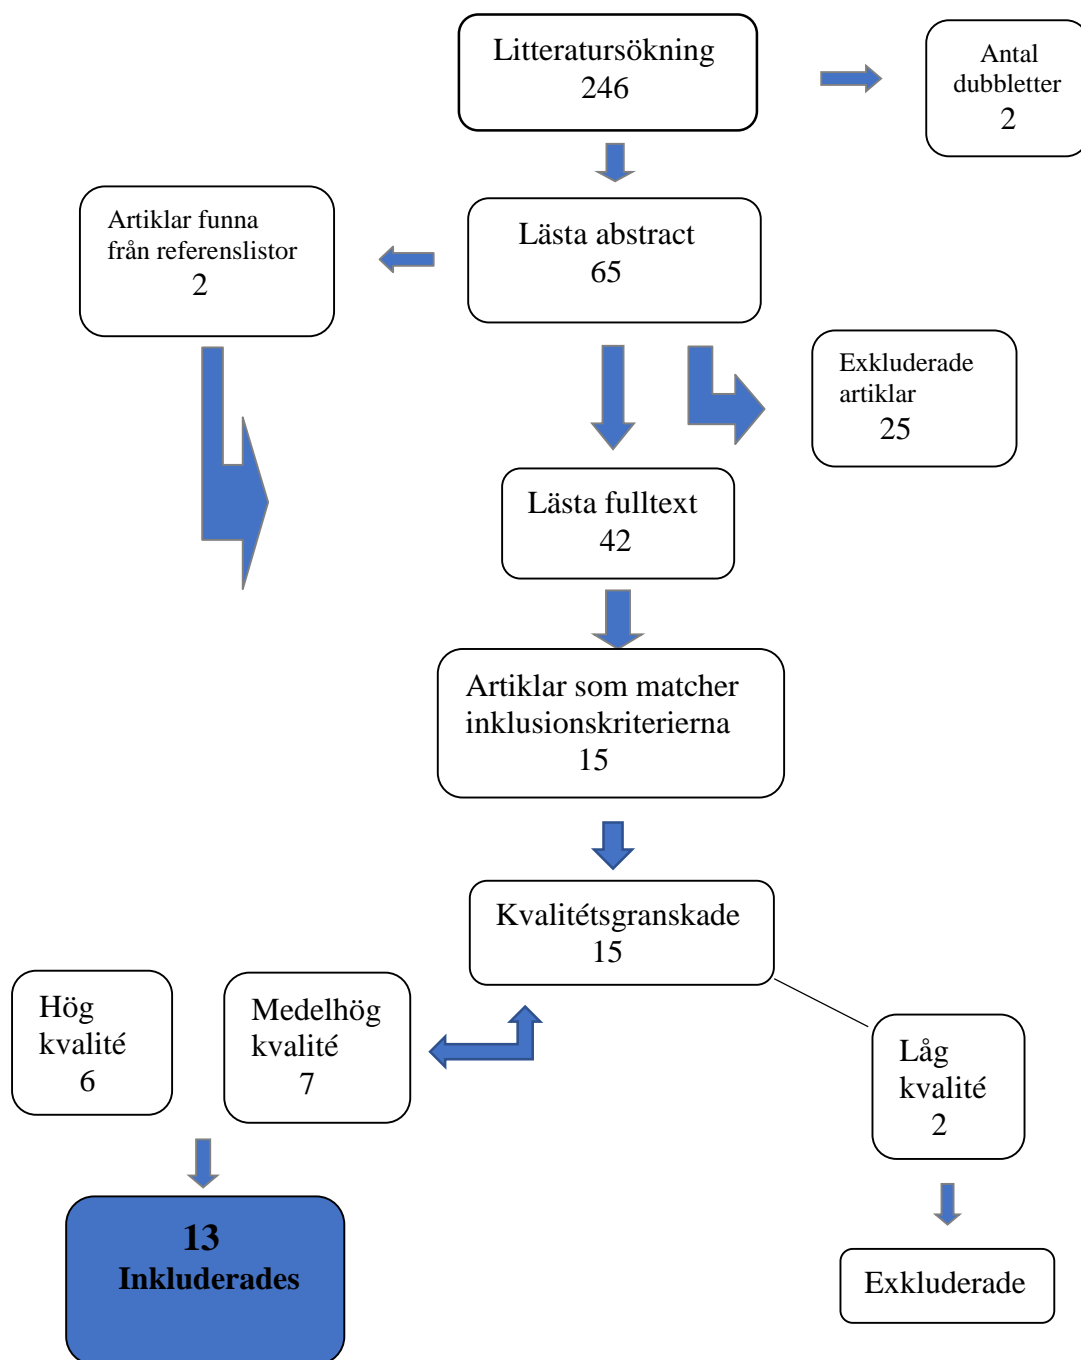 Litteratursökning
246
Antal
dubbletter
2
Artiklar funna
från referenslistor
2
Lästa abstract
65
Exkluderade
artiklar
25
Lästa fulltext
42
Artiklar som matcher
inklusionskriterierna
15
Kvalitétsgranskade
15
Hög
kvalité
6
Medelhög
kvalité
7
Låg
kvalité
2
13
Inkluderades
Exkluderade